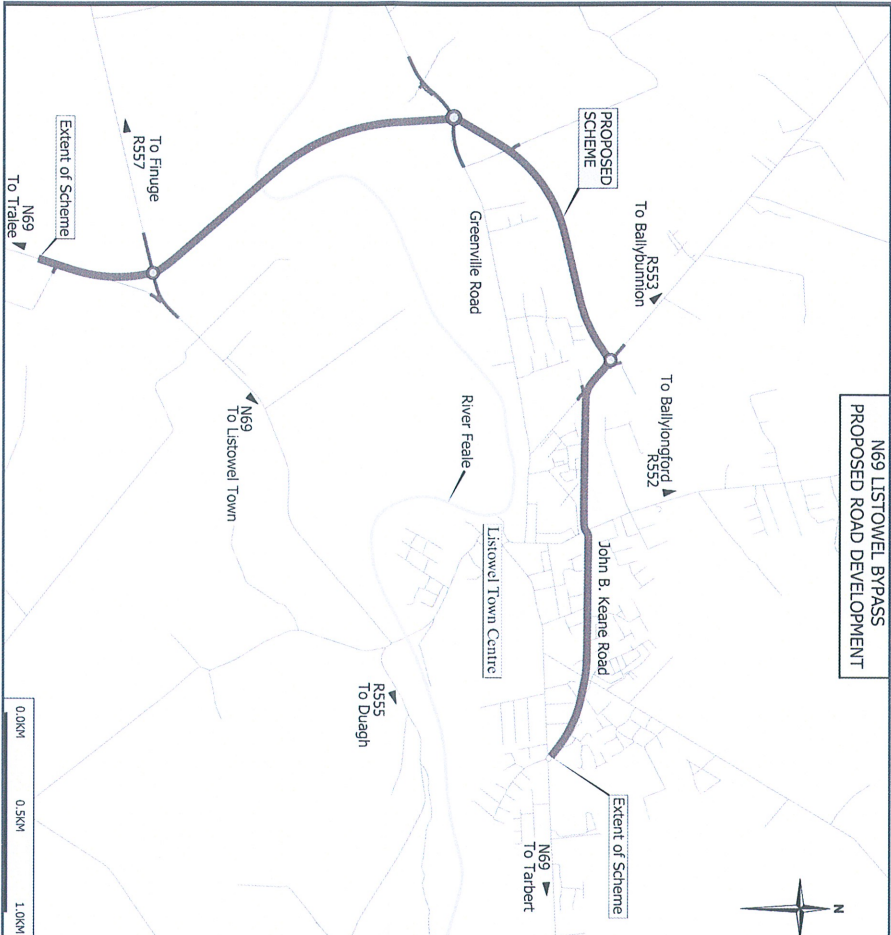 N69 LISTOWEL BYPASS
PROPOSED ROAD DEVELOPMENT
N
PROPOSED
SCHEME
R553
To Ballybunnion
To Ballylongford
R552
John B. Keane Road
Extent of Scheme
N69
To Tarbert
Greenville Road
River Feale
Listowel Town Centre
R555
To Duagh
N69
To Listowel Town
To Finuge
R557
Extent of Scheme
N69
To Tralee
0.0KM
0.5KM
1.0KM